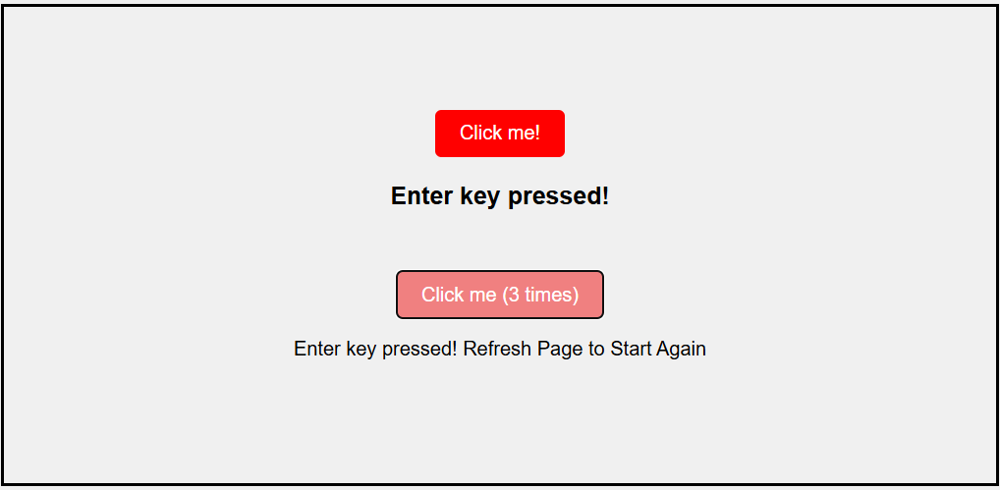 Click me!
Enter key pressed!
Click me (3 times)
Enter key pressed! Refresh Page to Start Again